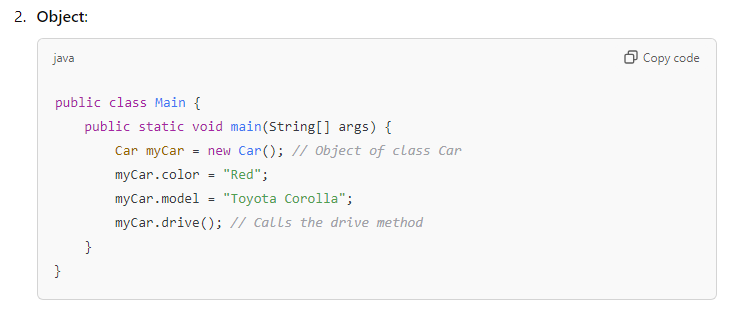 2. Object:
java
Copy code
public class Main {
    public static void main(String[] args) {
        Car myCar = new Car(); // Object of class Car
        myCar.color = "Red";
        myCar.model = "Toyota Corolla";
        myCar.drive(); // Calls the drive method
    }
}